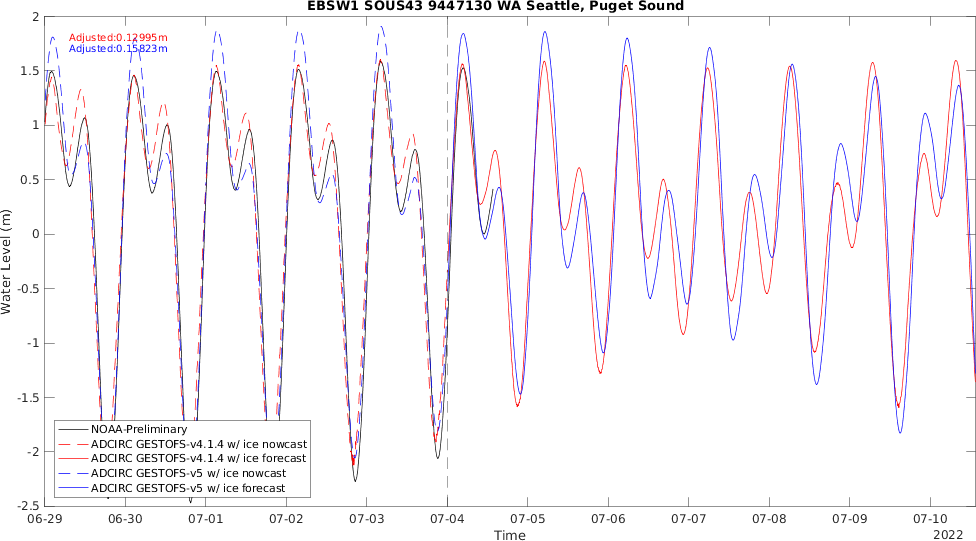 EBSW1 SOUS43 9447130 WA Seattle, Puget Sound
Adjusted:0.12995m
Adjusted:0.15823m
Water Level (m)
2
1.5
1
0.5
0
-0.5
-1
-1.5
-2
-2.5
NOAA-Preliminary
ADCIRC GESTOFS-v4.1.4 w/ ice nowcast
ADCIRC GESTOFS-v4.1.4 w/ ice forecast
ADCIRC GESTOFS-v5 w/ ice nowcast
ADCIRC GESTOFS-v5 w/ ice forecast
06-29 06-30 07-01 07-02 07-03 07-04 07-05 07-06 07-07 07-08 07-09 07-10
Time
2022